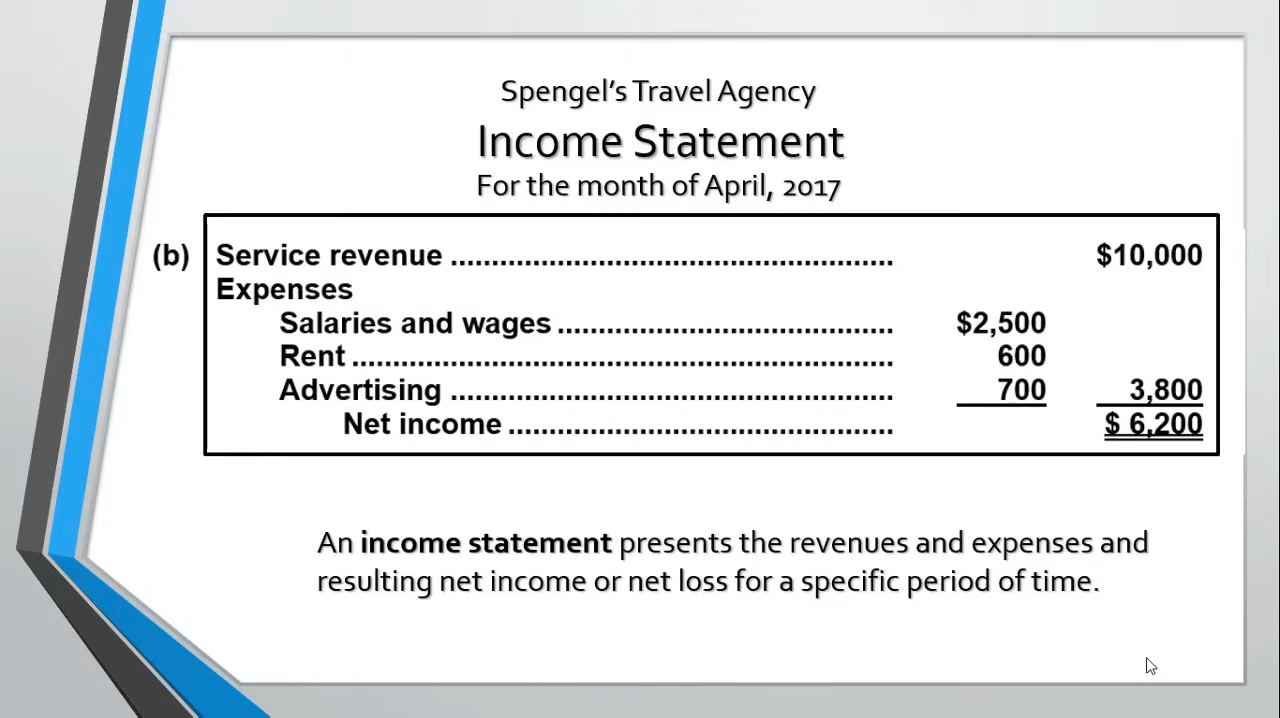 Spengel’s Travel Agency
Income Statement
For the month of April, 2017
(b) Service revenue ...................................................... $10,000
Expenses
Salaries and wages ......................................... $2,500
Rent .................................................................. 600
Advertising ...................................................... 700 3,800
Net income ............................................... $ 6,200
An income statement presents the revenues and expenses and
resulting net income or net loss for a specific period of time.